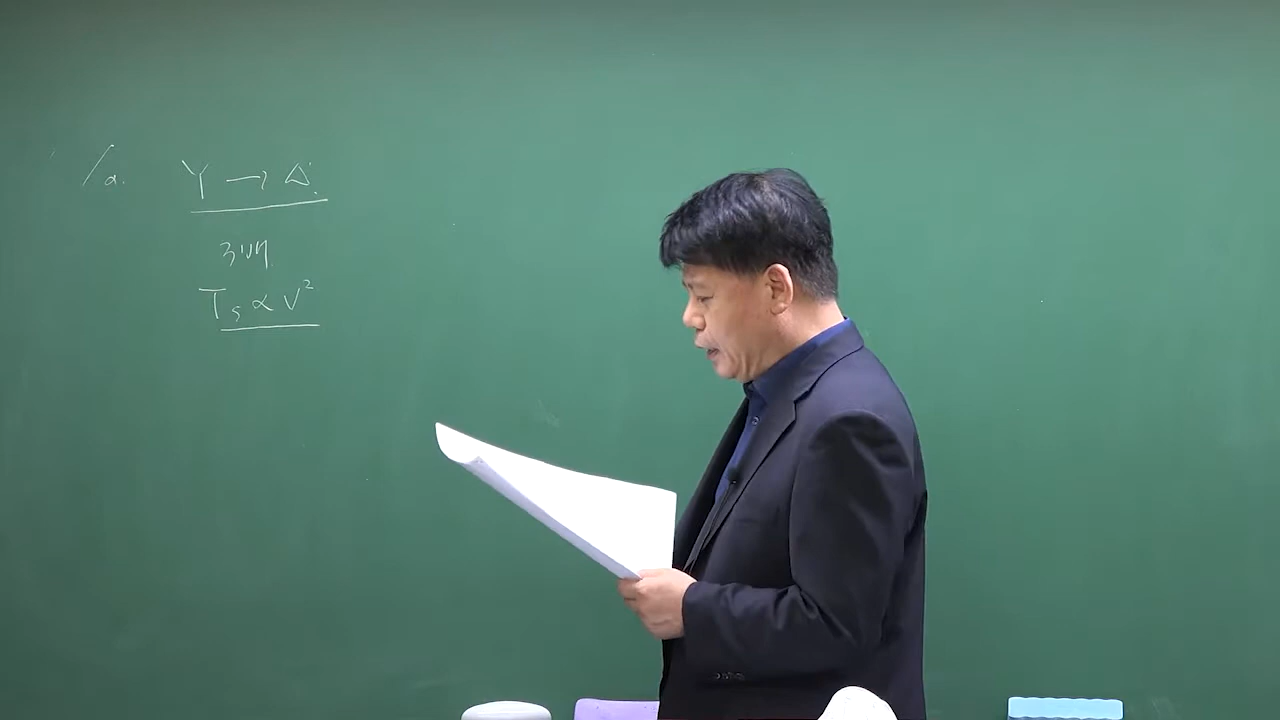 /a. Y → Δ
3배
Ts ∝ V²